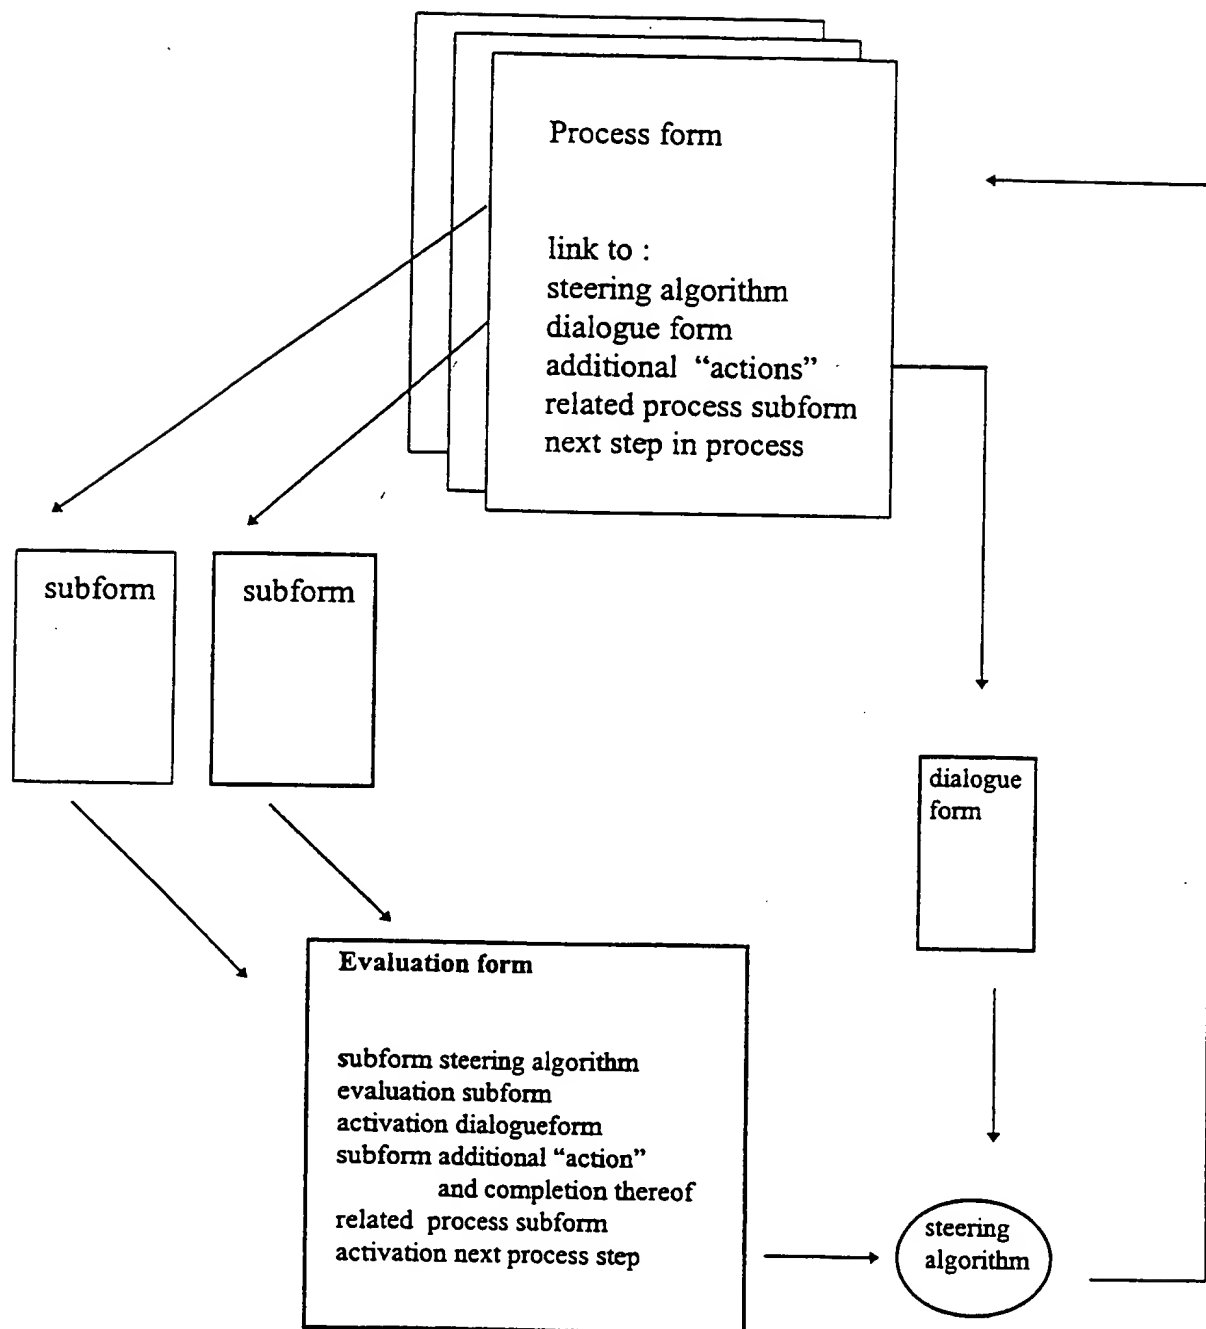 Process form
link to :
steering algorithm
dialogue form
additional “actions”
related process subform
next step in process
subform
subform
dialogue
form
Evaluation form
subform steering algorithm
evaluation subform
activation dialogueform
subform additional “action”
and completion thereof
related process subform
activation next process step
steering
algorithm